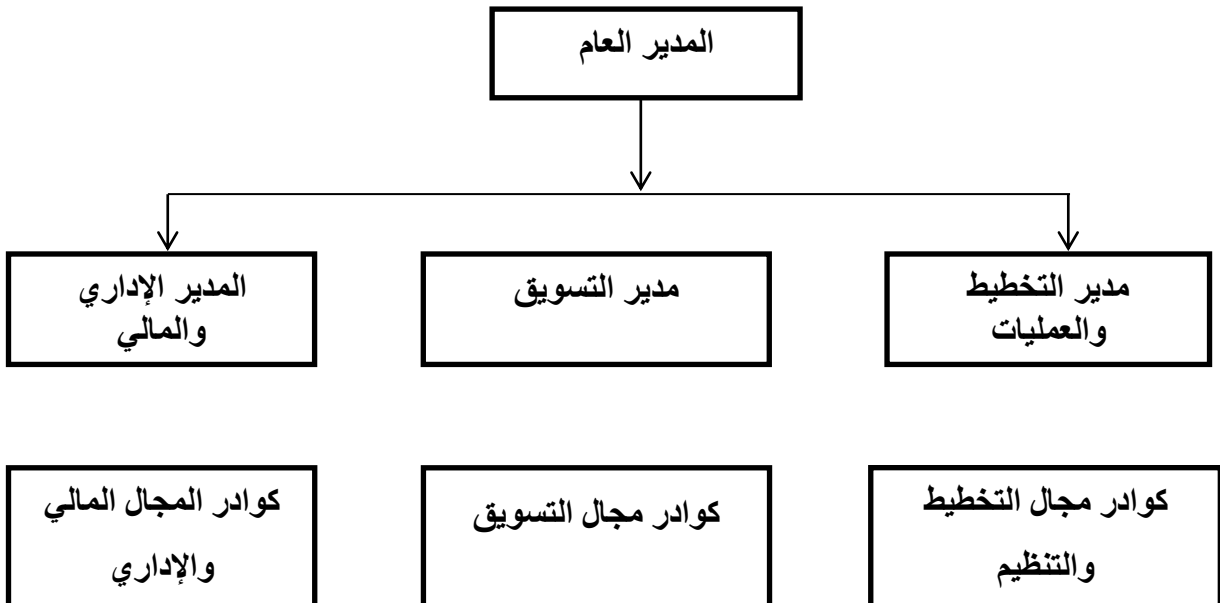 المدير العام
مدير التخطيط
والعمليات
مدير التسويق
المدير الإداري
والمالي
كوادر مجال التخطيط
والتنظيم
كوادر مجال التسويق
كوادر المجال المالي
والإداري